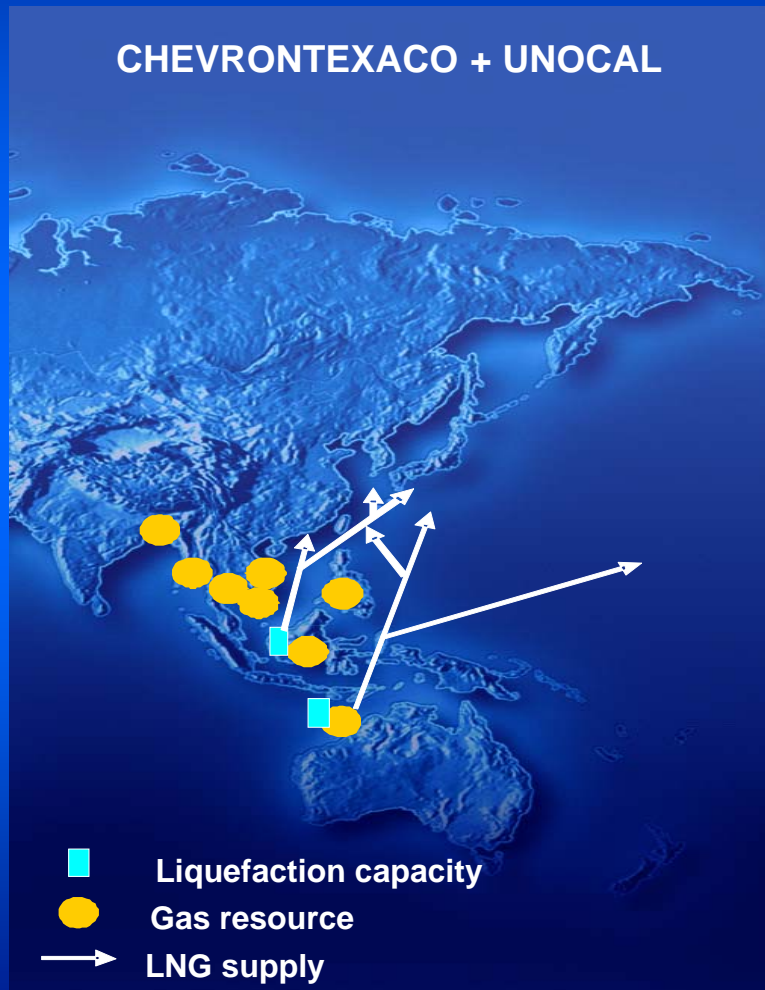 CHEVRONTEXACO + UNOCAL
Liquefaction capacity
Gas resource
LNG supply